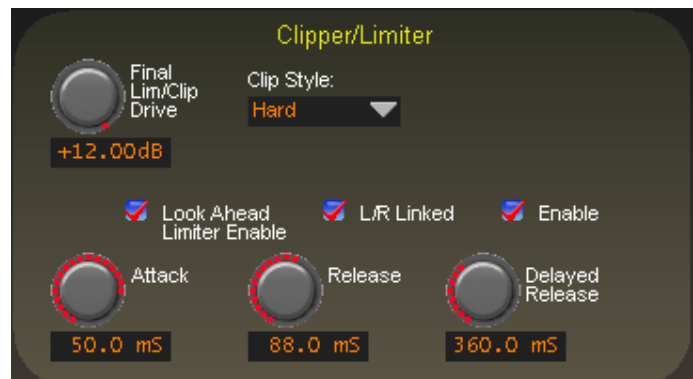 Clipper/Limiter
Final
Lim/Clip
Drive
+12.00dB
Clip Style:
Hard
Look Ahead
Limiter Enable
L/R Linked
Enable
Attack
50.0 mS
Release
88.0 mS
Delayed
Release
360.0 mS